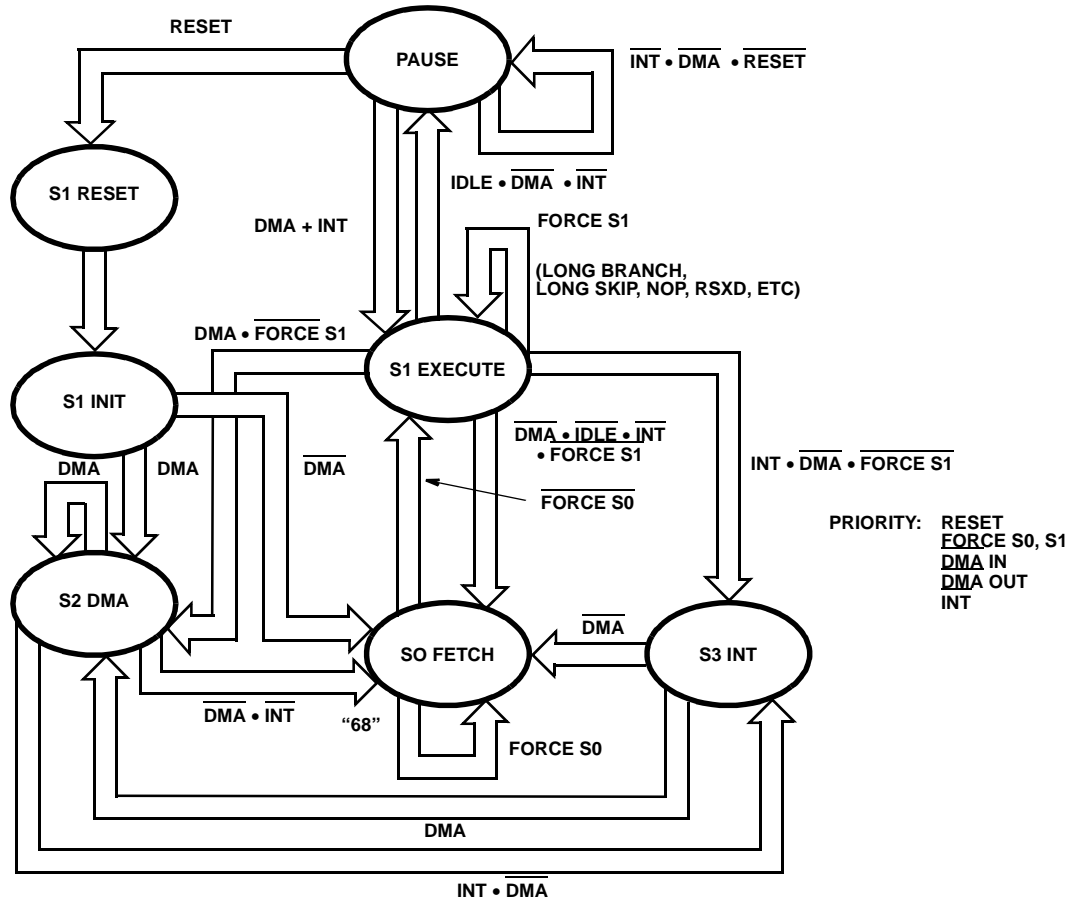 RESET
PAUSE
INT • DMA • RESET
S1 RESET
IDLE • DMA • INT
DMA + INT
FORCE S1
(LONG BRANCH,
LONG SKIP, NOP, RSXD, ETC)
DMA • FORCE S1
S1 EXECUTE
S1 INIT
DMA • IDLE • INT
• FORCE S1
DMA
DMA
DMA
INT • DMA • FORCE S1
FORCE S0
PRIORITY: RESET
FORCE S0, S1
DMA IN
DMA OUT
INT
S2 DMA
DMA
SO FETCH
S3 INT
DMA • INT
“68”
FORCE S0
DMA
INT • DMA